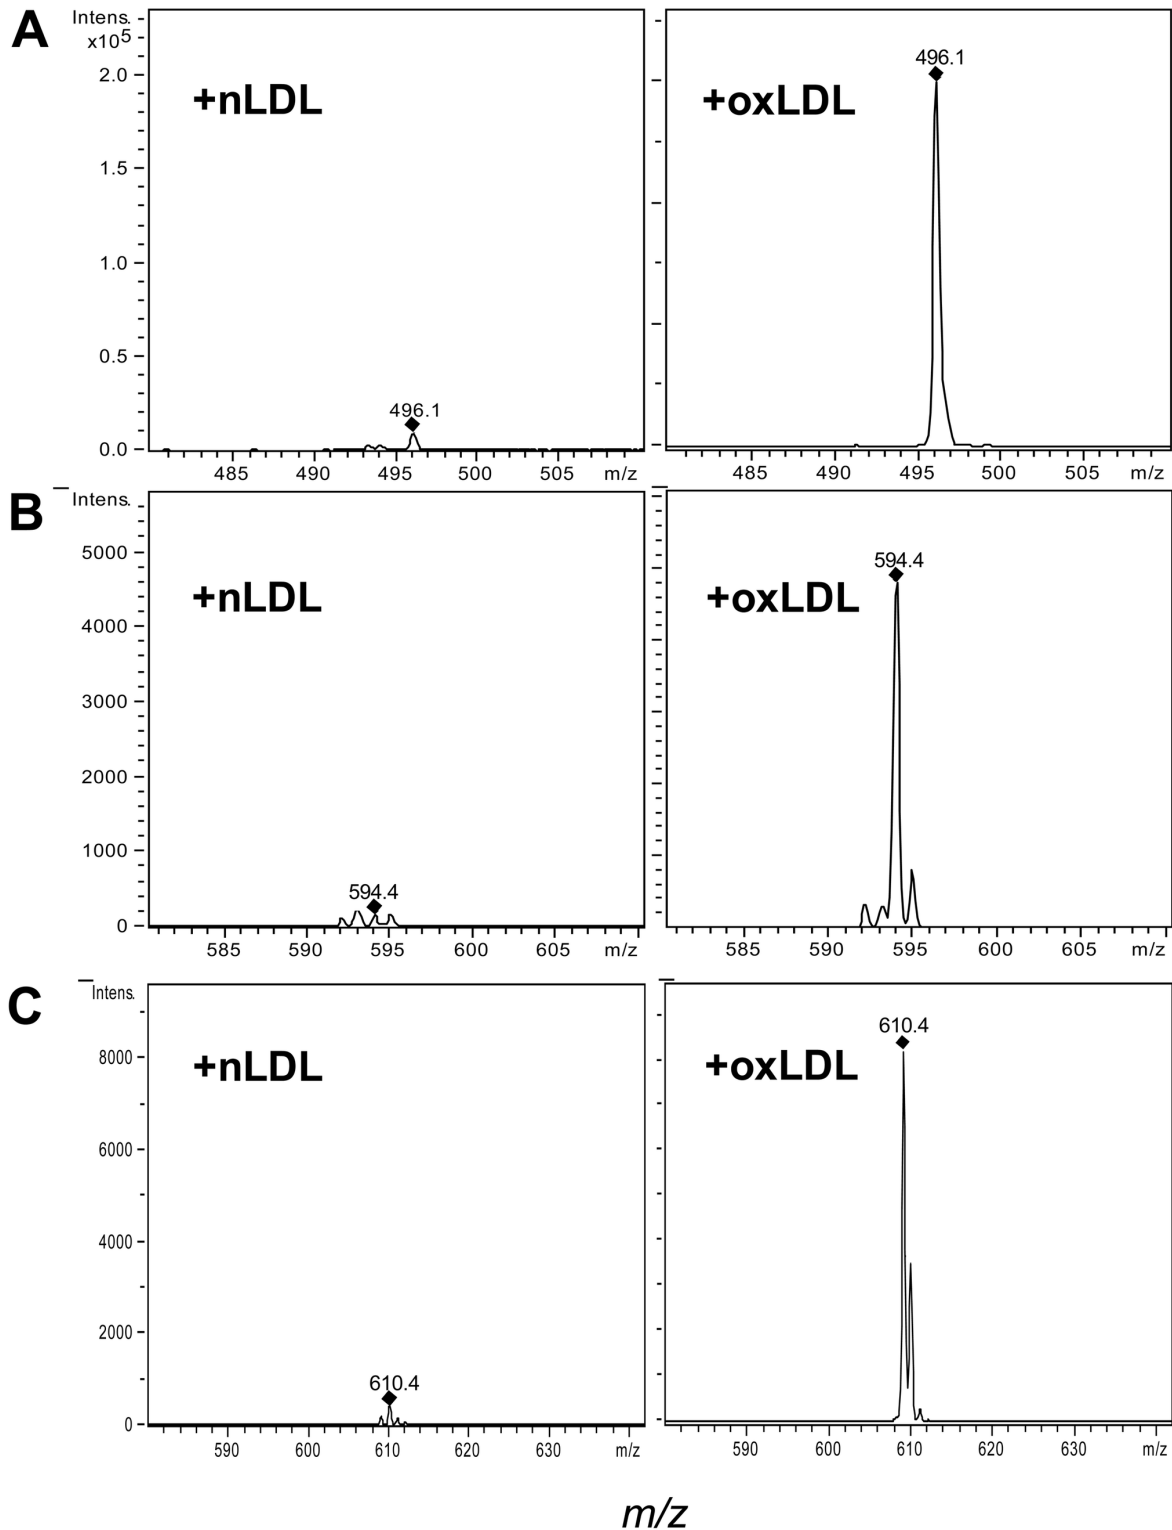 A
Intens.
x10⁵
2.0
1.5
1.0
0.5
0.0
+nLDL
496.1
485 490 495 500 505 m/z
+oxLDL
496.1
485 490 495 500 505 m/z
B
Intens.
5000
4000
3000
2000
1000
0
+nLDL
594.4
585 590 595 600 605 m/z
+oxLDL
594.4
585 590 595 600 605 m/z
C
Intens.
8000
6000
4000
2000
0
+nLDL
610.4
590 600 610 620 630 m/z
+oxLDL
610.4
590 600 610 620 630 m/z
m/z